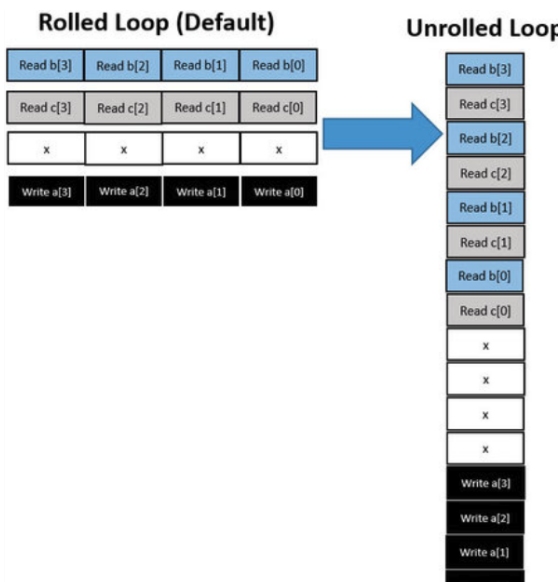 Rolled Loop (Default)
Read b[3] Read b[2] Read b[1] Read b[0]
Read c[3] Read c[2] Read c[1] Read c[0]
x x x x
Write a[3] Write a[2] Write a[1] Write a[0]
Unrolled Loop
Read b[3]
Read c[3]
Read b[2]
Read c[2]
Read b[1]
Read c[1]
Read b[0]
Read c[0]
x
x
x
x
Write a[3]
Write a[2]
Write a[1]